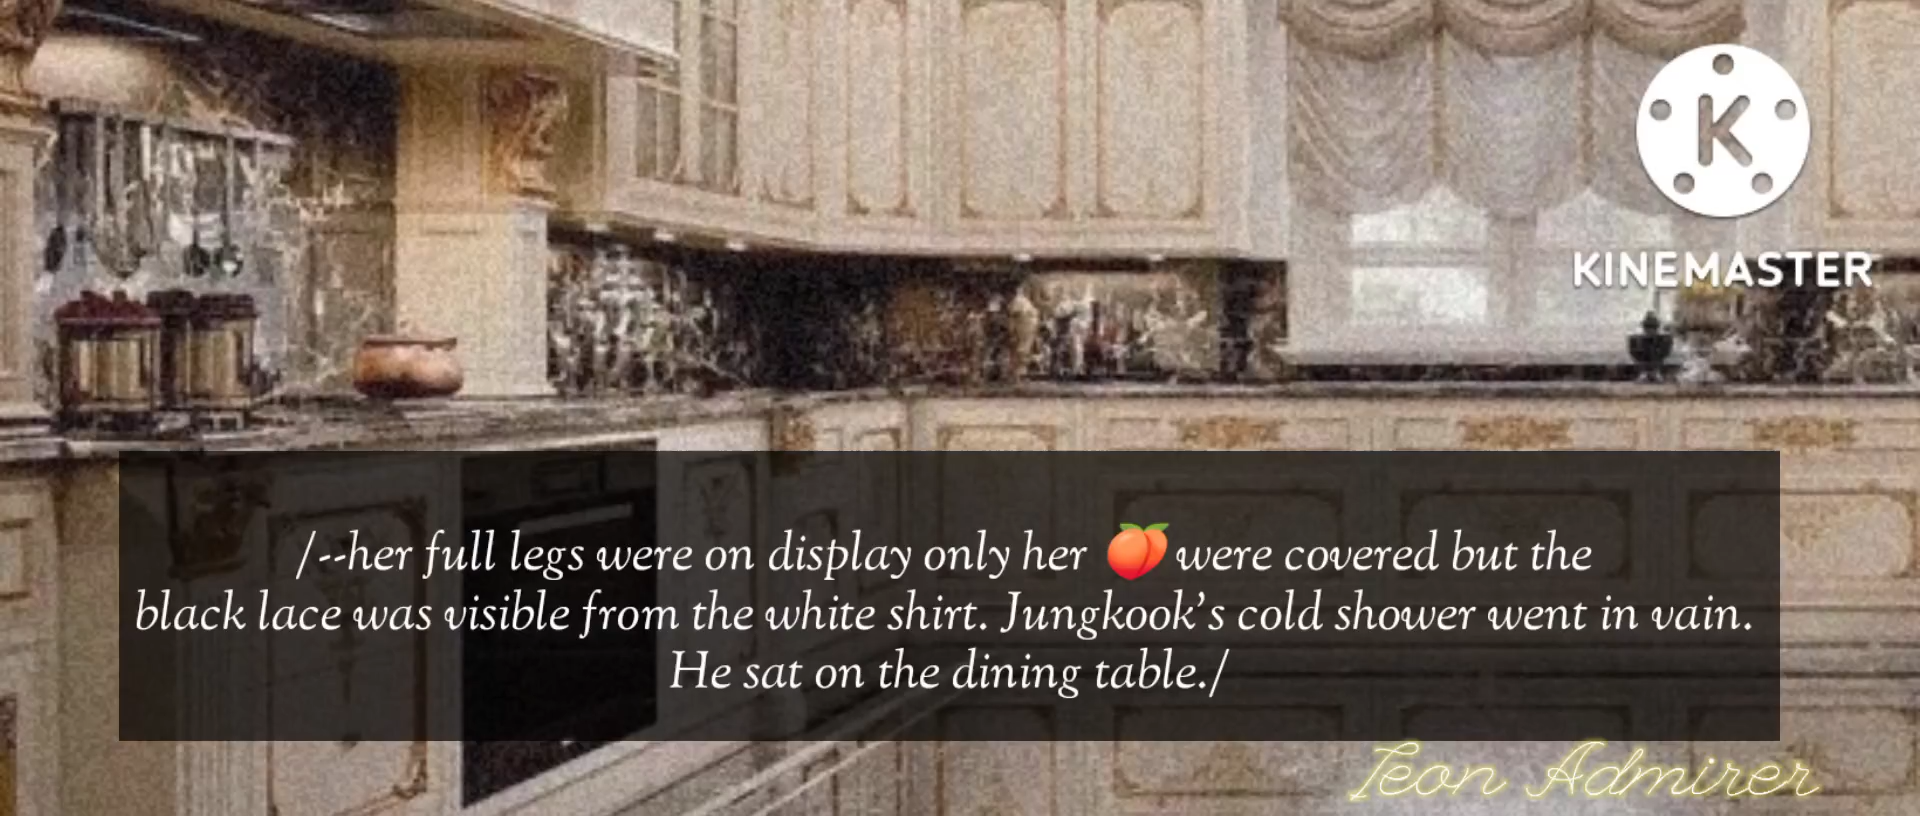 K
KINEMASTER
/--her full legs were on display only her 🍑 were covered but the
black lace was visible from the white shirt. Jungkook's cold shower went in vain.
He sat on the dining table./
Jeon Admirer